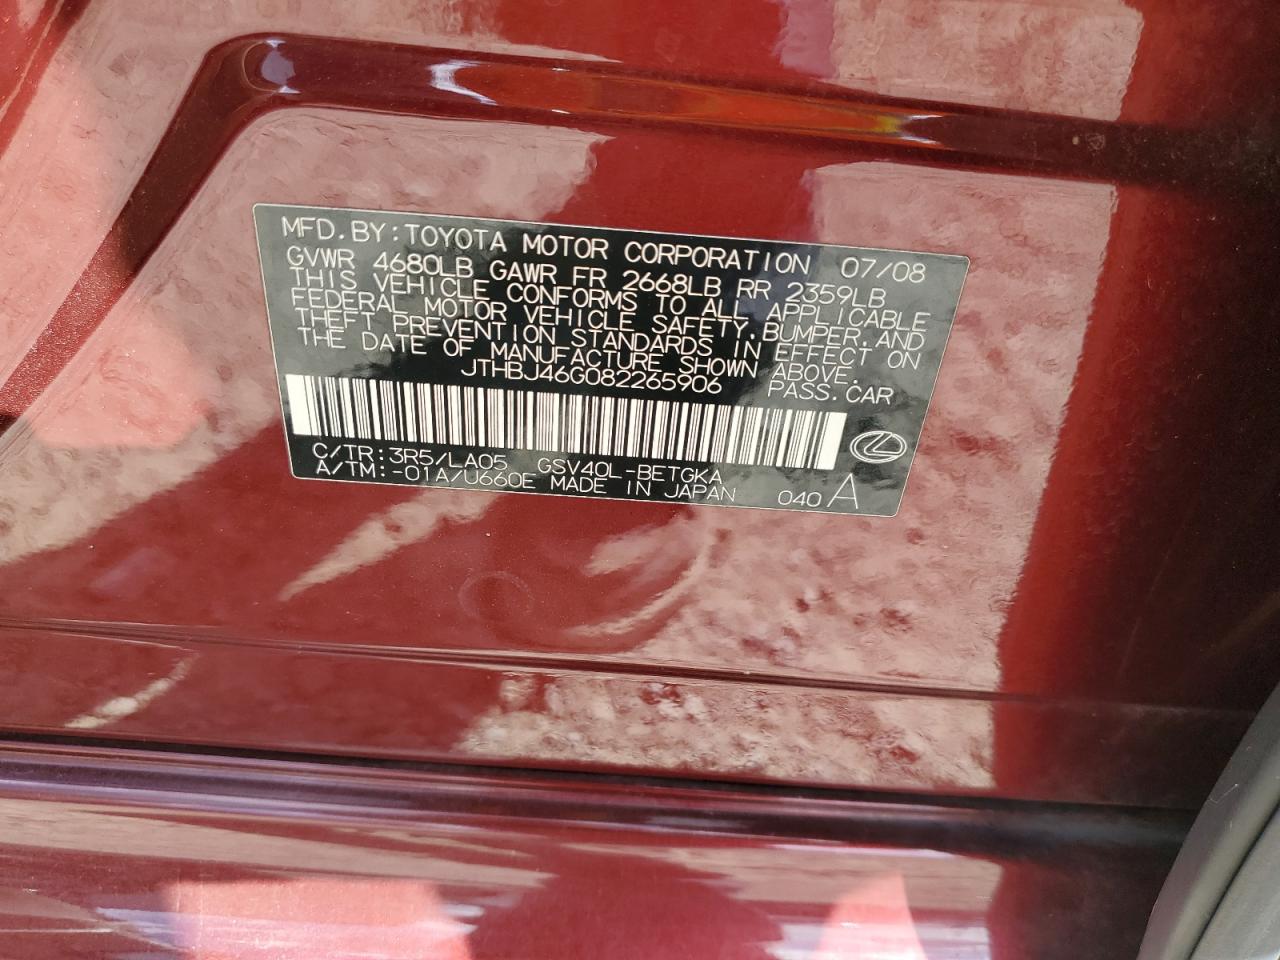 MFD.BY:TOYOTA MOTOR CORPORATION 07/08
GVWR 4680LB GAWR FR 2668LB RR 2359LB
THIS VEHICLE CONFORMS TO ALL APPLICABLE
FEDERAL MOTOR VEHICLE SAFETY,BUMPER,AND
THEFT PREVENTION STANDARDS IN EFFECT ON
THE DATE OF MANUFACTURE SHOWN ABOVE.
JTHBJ46G082265906 PASS.CAR
C/TR:3R5/LA05 GSV40L-BETGKA
A/TM:-01A/U660E MADE IN JAPAN 040 A